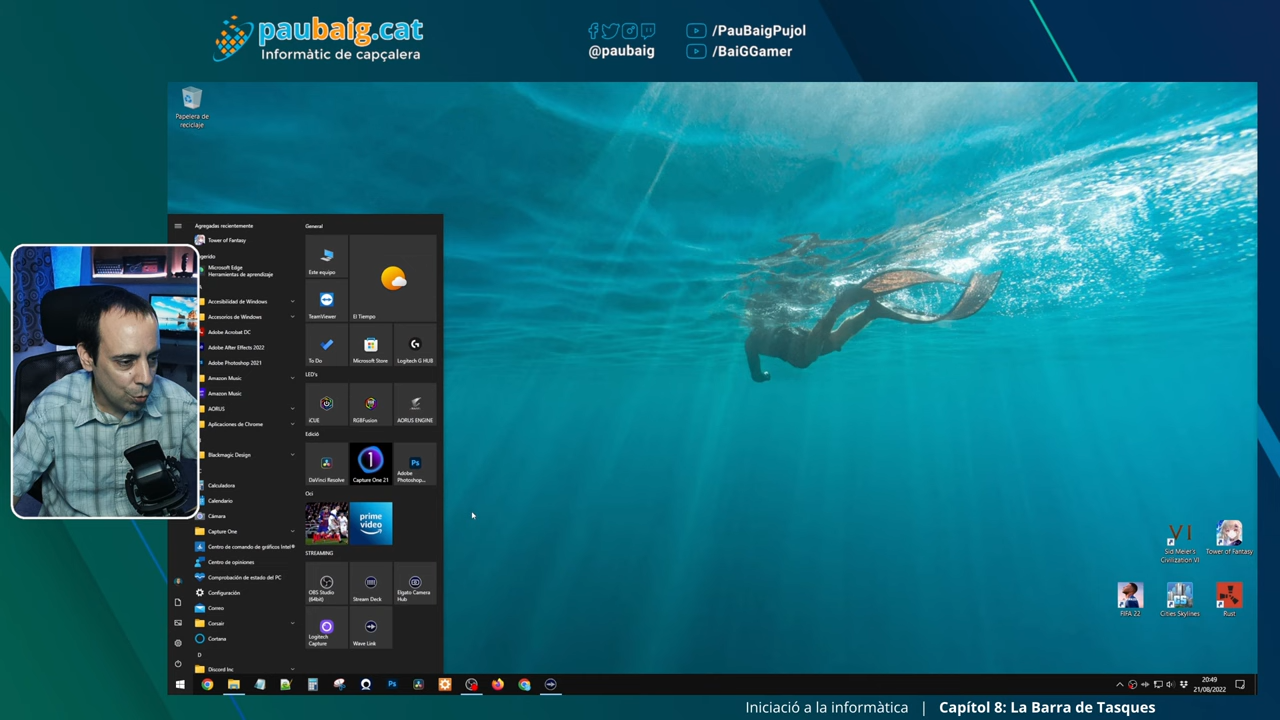 paubaig.cat
Informàtic de capçalera
@paubaig
/PauBaigPujol
/BaiGGamer
Papelera de
reciclaje
Agregadas recientemente
Tower of Fantasy
gerido
Microsoft Edge
Herramientas de aprendizaje
Accesibilidad de Windows
Accesorios de Windows
Adobe Acrobat DC
Adobe After Effects 2022
Adobe Photoshop 2021
Amazon Music
Amazon Music
AORUS
Aplicaciones de Chrome
Blackmagic Design
Calculadora
Calendario
Cámara
Capture One
Centro de comando de gráficos Intel®
Centro de opiniones
Comprobación de estado del PC
Configuración
Correo
Corsair
Cortana
D
Discord Inc
General
Este equipo
El Tiempo
TeamViewer
To Do
Microsoft Store
Logitech G HUB
LED's
iCUE
RGBFusion
AORUS ENGINE
Edició
DaVinci Resolve
Capture One 21
Adobe
Photoshop...
Oci
prime
video
STREAMING
OBS Studio
(64bit)
Stream Deck
Elgato Camera
Hub
Logitech
Capture
Wave Link
Sid Meier's
Civilization VI
Tower of Fantasy
FIFA 22
Cities Skylines
Rust
20:49
21/08/2022
Iniciació a la informàtica | Capítol 8: La Barra de Tasques